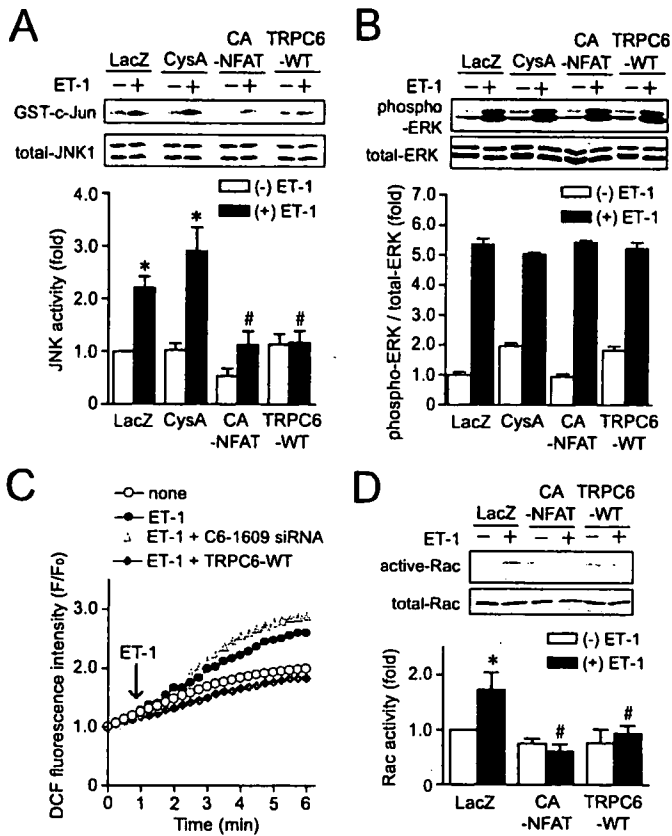 A
CA TRPC6
LacZ CysA -NFAT -WT
ET-1 − + − + − + − +
GST-c-Jun
total-JNK1
(-) ET-1
(+) ET-1
JNK activity (fold)
4.0
3.0
2.0
1.0
0
* * # #
LacZ CysA CA TRPC6
-NFAT -WT
B
CA TRPC6
LacZ CysA -NFAT -WT
ET-1 − + − + − + − +
phospho
-ERK
total-ERK
(-) ET-1
(+) ET-1
phospho-ERK / total-ERK (fold)
7.0
6.0
5.0
4.0
3.0
2.0
1.0
0
LacZ CysA CA TRPC6
-NFAT -WT
C
none
ET-1
ET-1 + C6-1609 siRNA
ET-1 + TRPC6-WT
DCF fluorescence intensity (F/F0)
3.0
2.0
1.0
0
ET-1
0 1 2 3 4 5 6
Time (min)
D
CA TRPC6
LacZ -NFAT -WT
ET-1 − + − + − +
active-Rac
total-Rac
(-) ET-1
(+) ET-1
Rac activity (fold)
2.0
1.0
0
* # #
LacZ CA TRPC6
-NFAT -WT